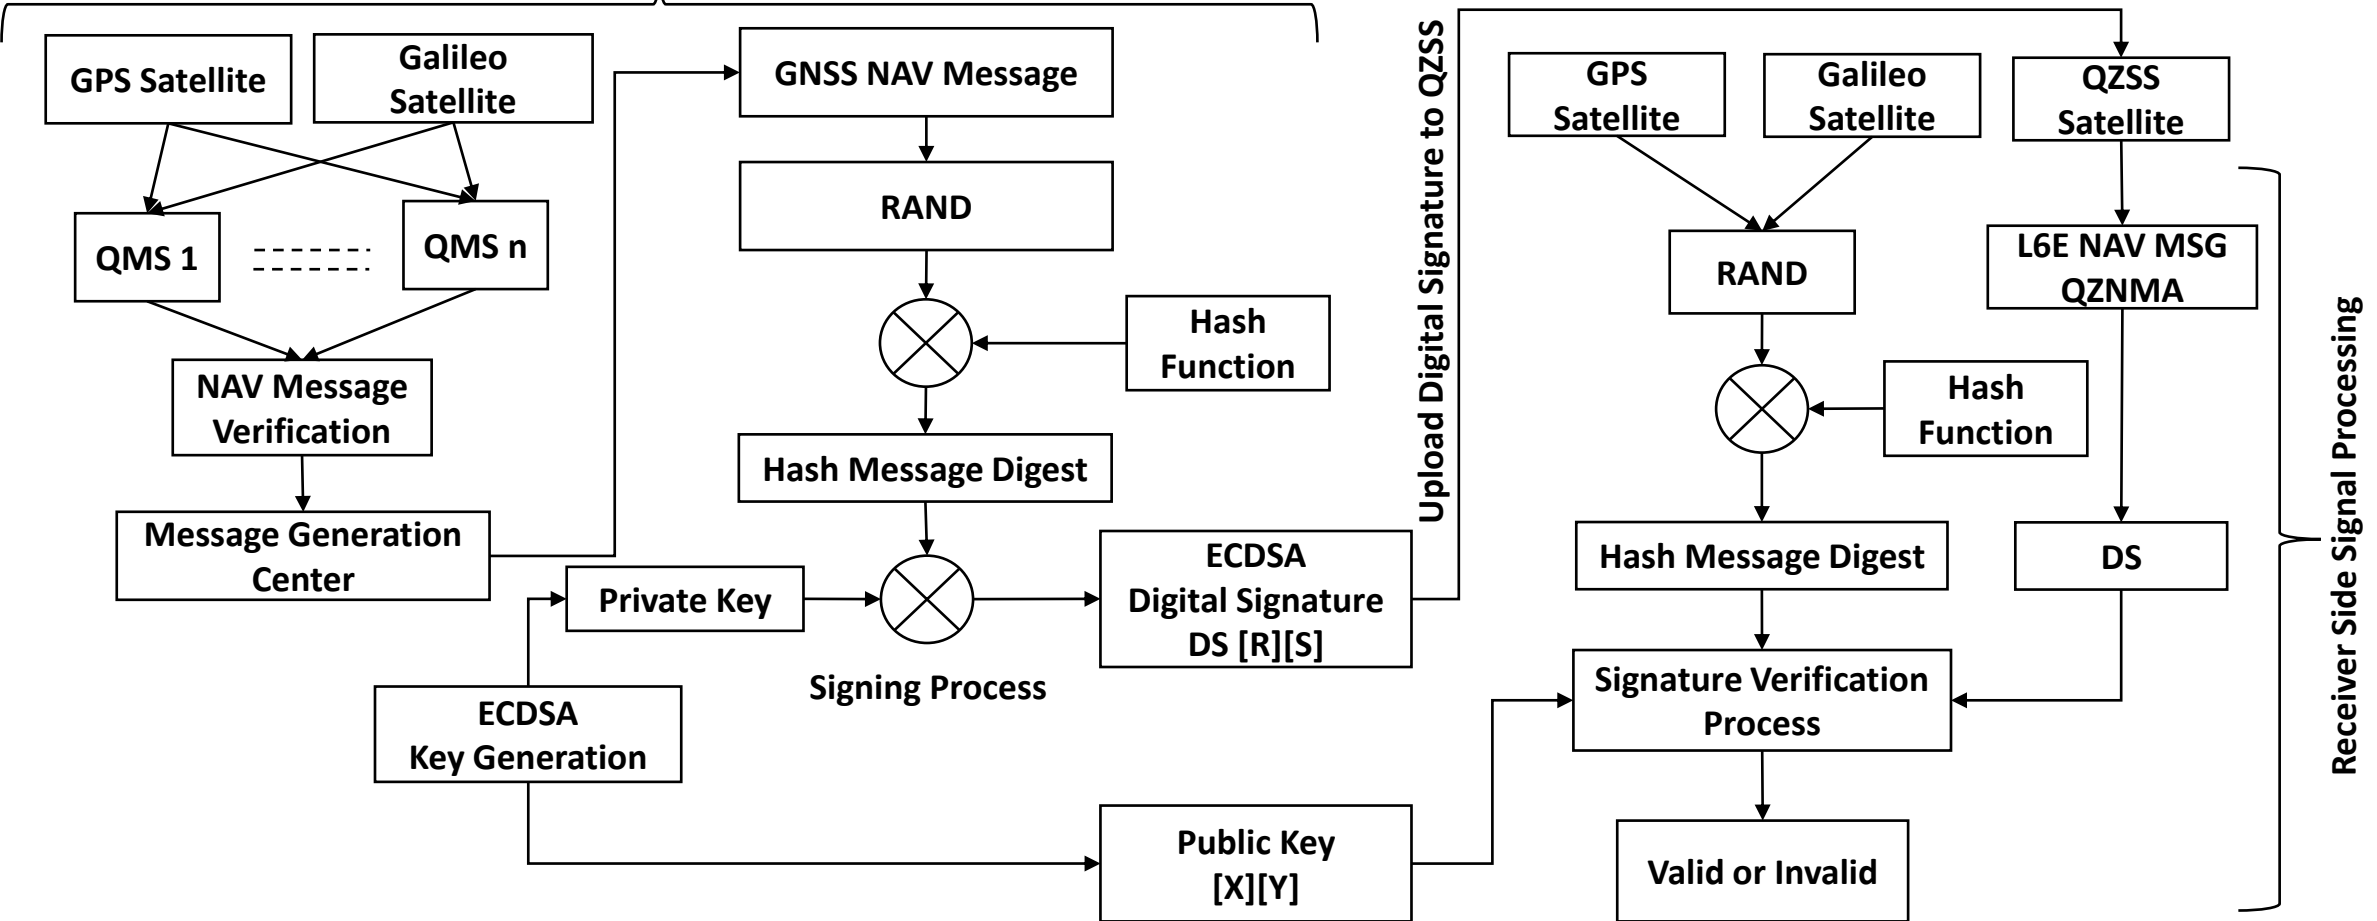 GPS Satellite
Galileo
Satellite
QMS 1
QMS n
NAV Message
Verification
Message Generation
Center
GNSS NAV Message
RAND
Hash
Function
Hash Message Digest
Private Key
Signing Process
ECDSA
Key Generation
ECDSA
Digital Signature
DS [R][S]
Public Key
[X][Y]
Upload Digital Signature to QZSS
GPS
Satellite
Galileo
Satellite
QZSS
Satellite
RAND
L6E NAV MSG
QZNMA
Hash
Function
Hash Message Digest
DS
Signature Verification
Process
Valid or Invalid
Receiver Side Signal Processing